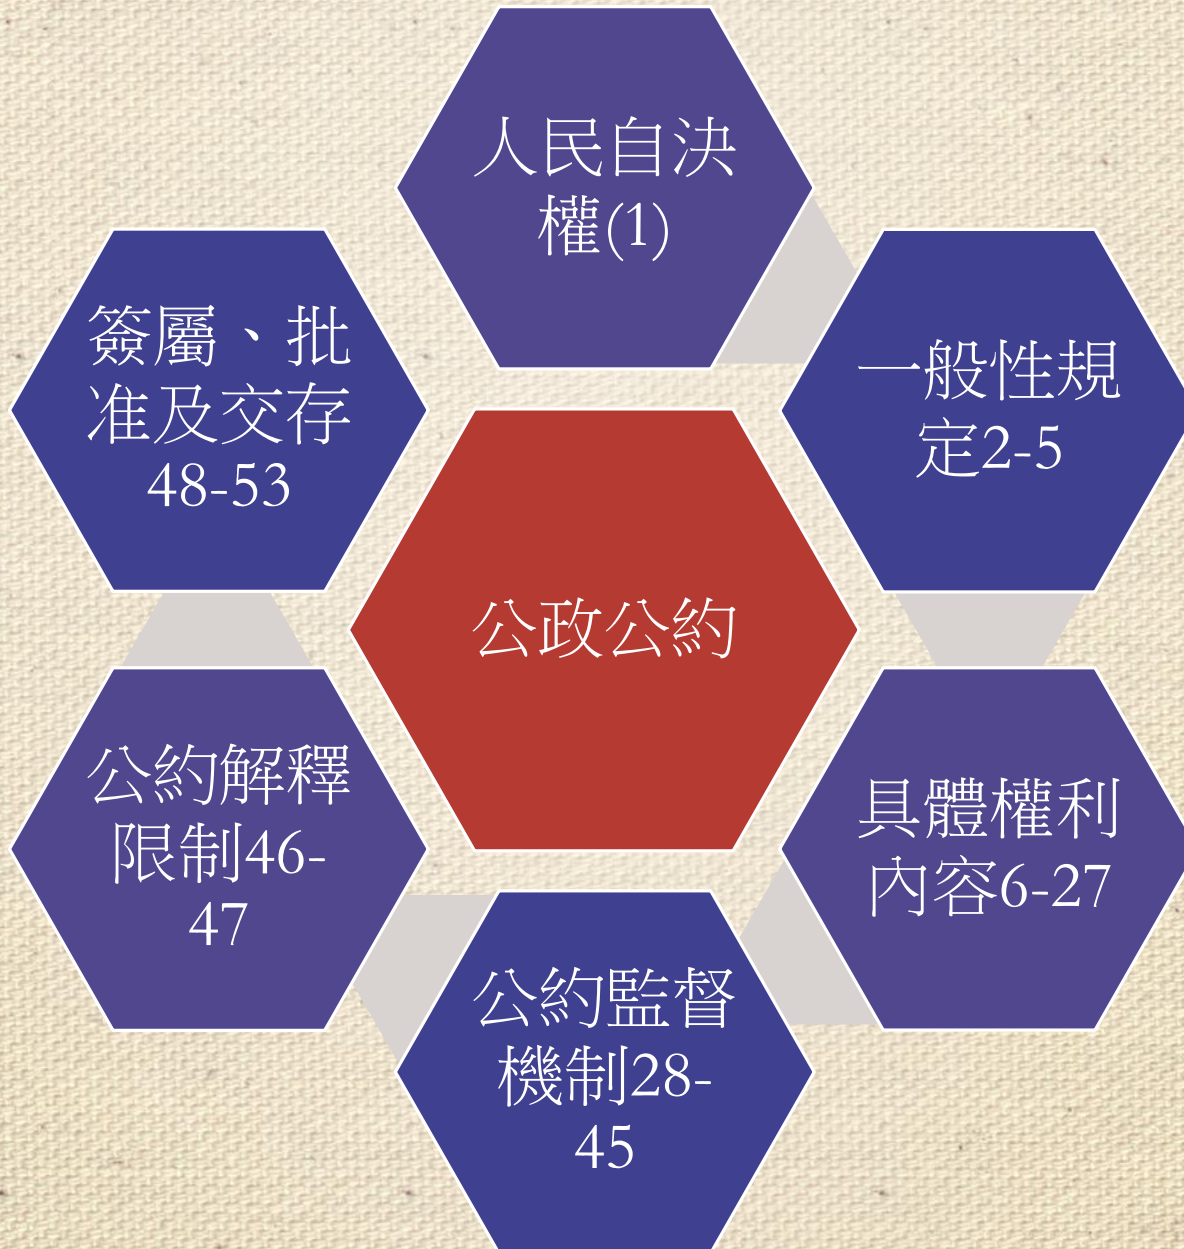 人民自決
權(1)
一般性規
定2-5
具體權利
內容6-27
公約監督
機制28-
45
公約解釋
限制46-
47
簽屬、批
准及交存
48-53
公政公約